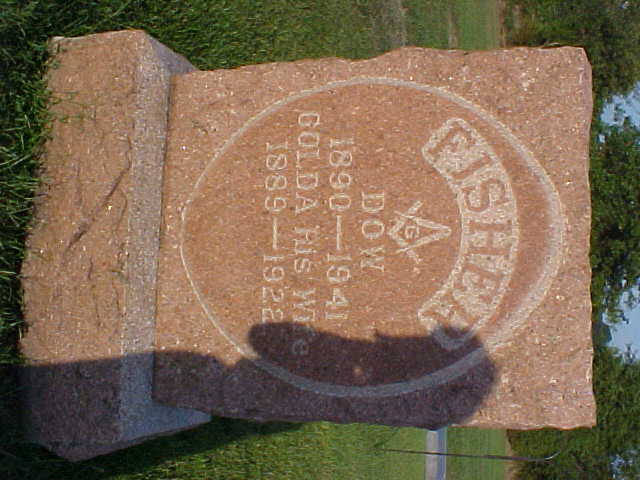 FISHER
G
DOW
1890—1941
GOLDA HIS WIFE
1889—1922